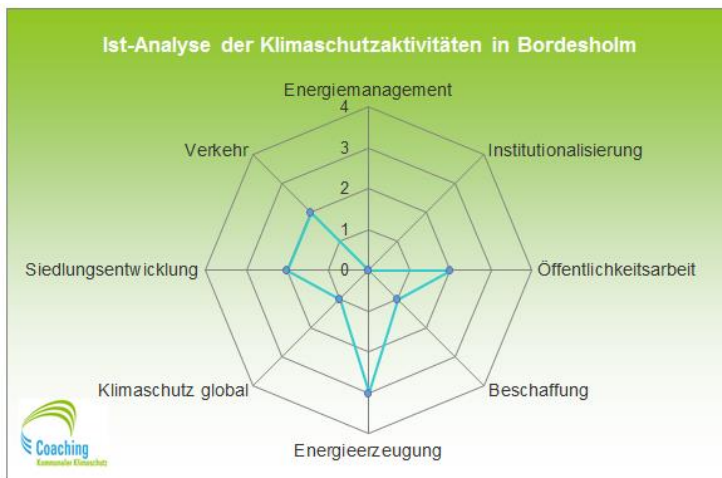 Ist-Analyse der Klimaschutzaktivitäten in Bordesholm
Energiemanagement
4
Verkehr
3
Institutionalisierung
2
1
Siedlungsentwicklung
0
Öffentlichkeitsarbeit
Klimaschutz global
Beschaffung
Energieerzeugung
Coaching
Kommunaler Klimaschutz